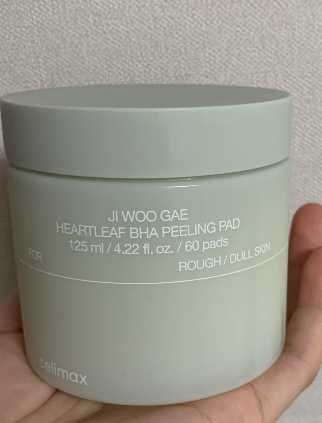 JI WOO GAE
HEARTLEAF BHA PEELING PAD
125 ml / 4.22 fl. oz. / 60 pads
FOR
ROUGH / DULL SKIN
celimax